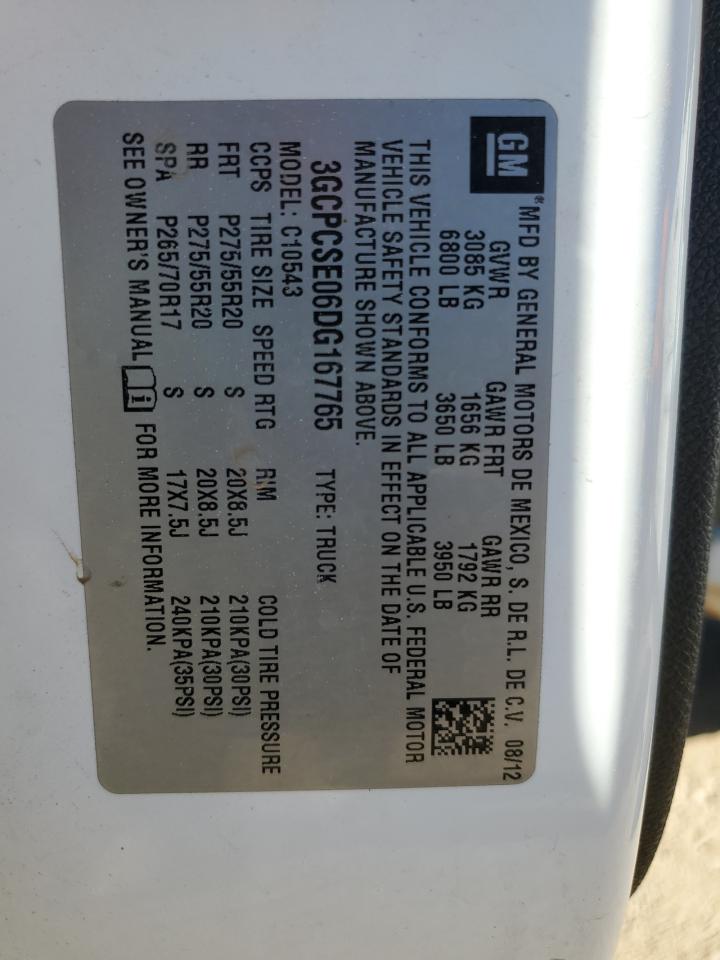 GM
® MFD BY GENERAL MOTORS DE MEXICO, S. DE R.L. DE C.V. 08/12
GVWR GAWR FRT GAWR RR
3085 KG 1656 KG 1792 KG
6800 LB 3650 LB 3950 LB
THIS VEHICLE CONFORMS TO ALL APPLICABLE U.S. FEDERAL MOTOR
VEHICLE SAFETY STANDARDS IN EFFECT ON THE DATE OF
MANUFACTURE SHOWN ABOVE.
3GCPCSE06DG167765 TYPE: TRUCK
MODEL: C10543
CCPS TIRE SIZE SPEED RTG RIM COLD TIRE PRESSURE
FRT P275/55R20 S 20X8.5J 210KPA(30PSI)
RR P275/55R20 S 20X8.5J 210KPA(30PSI)
SPA P265/70R17 S 17X7.5J 240KPA(35PSI)
SEE OWNER'S MANUAL i FOR MORE INFORMATION.